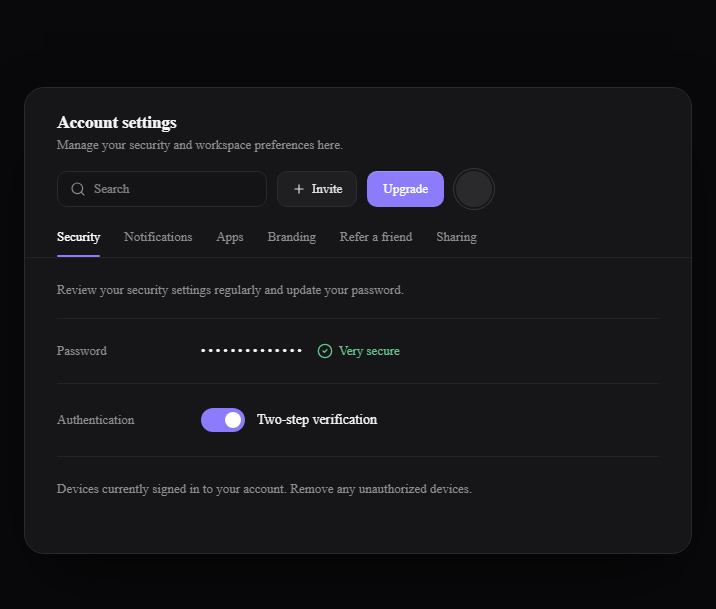 Account settings
Manage your security and workspace preferences here.
Search
Invite
Upgrade
Security Notifications Apps Branding Refer a friend Sharing
Review your security settings regularly and update your password.
Password •••••••••••••• Very secure
Authentication Two-step verification
Devices currently signed in to your account. Remove any unauthorized devices.